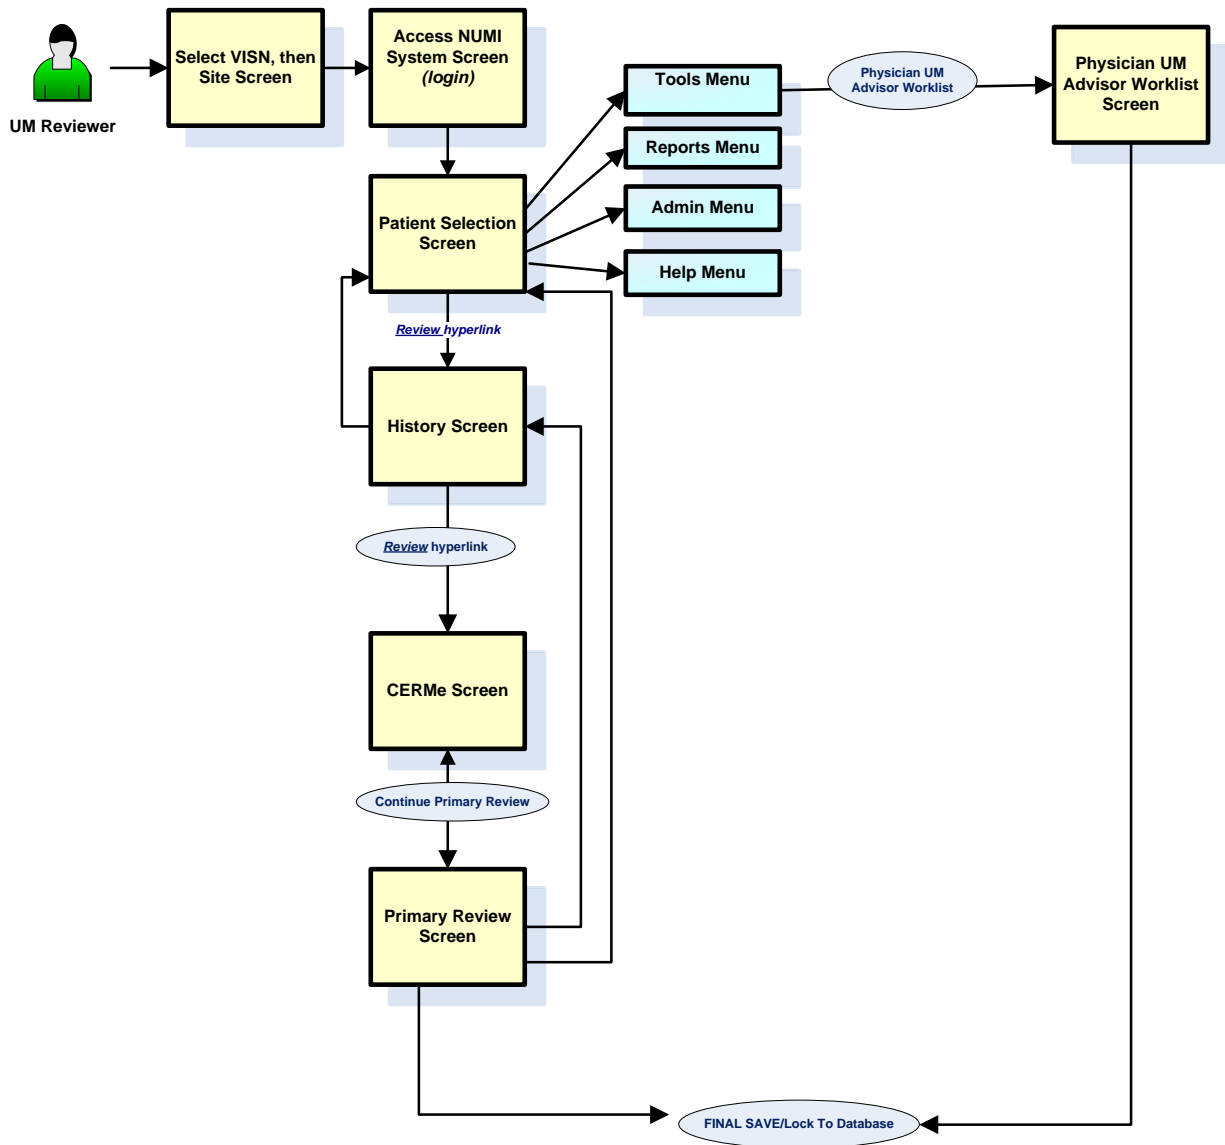 UM Reviewer
Select VISN, then
Site Screen
Access NUMI
System Screen
(login)
Tools Menu
Physician UM
Advisor Worklist
Physician UM
Advisor Worklist
Screen
Reports Menu
Admin Menu
Help Menu
Patient Selection
Screen
Review hyperlink
History Screen
Review hyperlink
CERMe Screen
Continue Primary Review
Primary Review
Screen
FINAL SAVE/Lock To Database